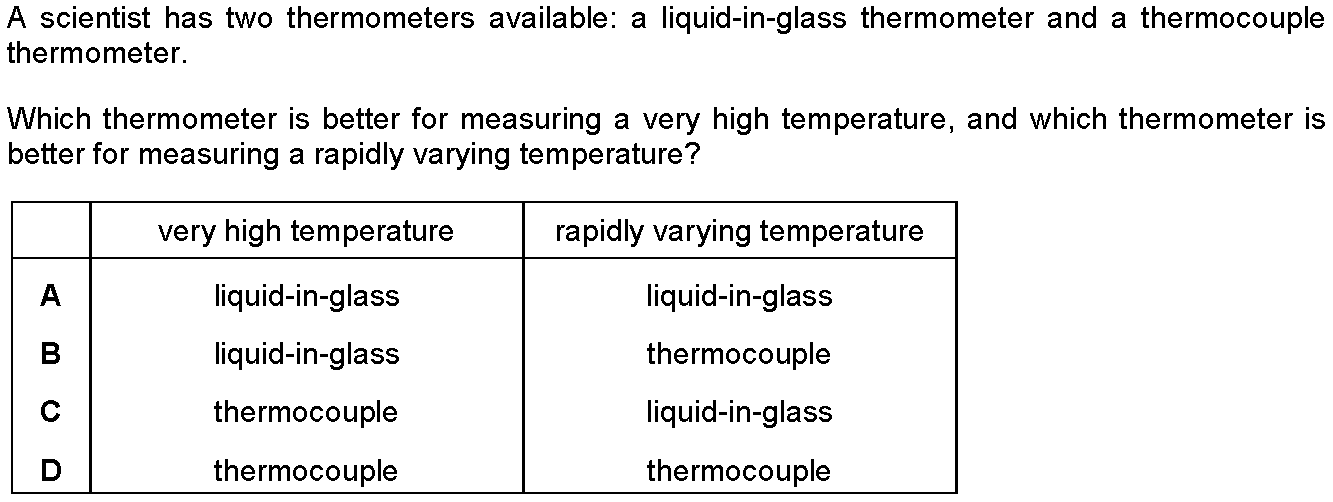 A scientist has two thermometers available: a liquid-in-glass thermometer and a thermocouple
thermometer.
Which thermometer is better for measuring a very high temperature, and which thermometer is
better for measuring a rapidly varying temperature?
very high temperature rapidly varying temperature
A liquid-in-glass liquid-in-glass
B liquid-in-glass thermocouple
C thermocouple liquid-in-glass
D thermocouple thermocouple